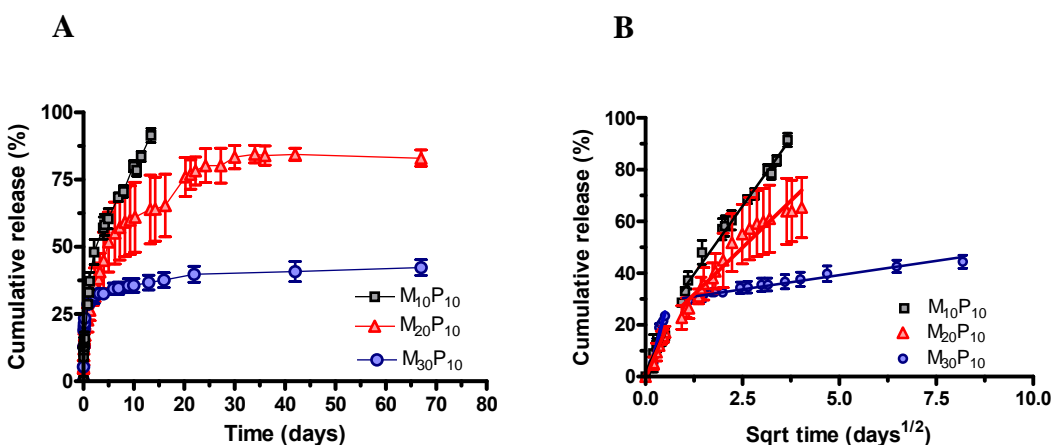 A
Cumulative release (%)
100
75
50
25
0
0 10 20 30 40 50 60 70 80
Time (days)
M10P10
M20P10
M30P10
B
Cumulative release (%)
100
80
60
40
20
0
0.0 2.5 5.0 7.5 10.0
Sqrt time (days1/2)
M10P10
M20P10
M30P10